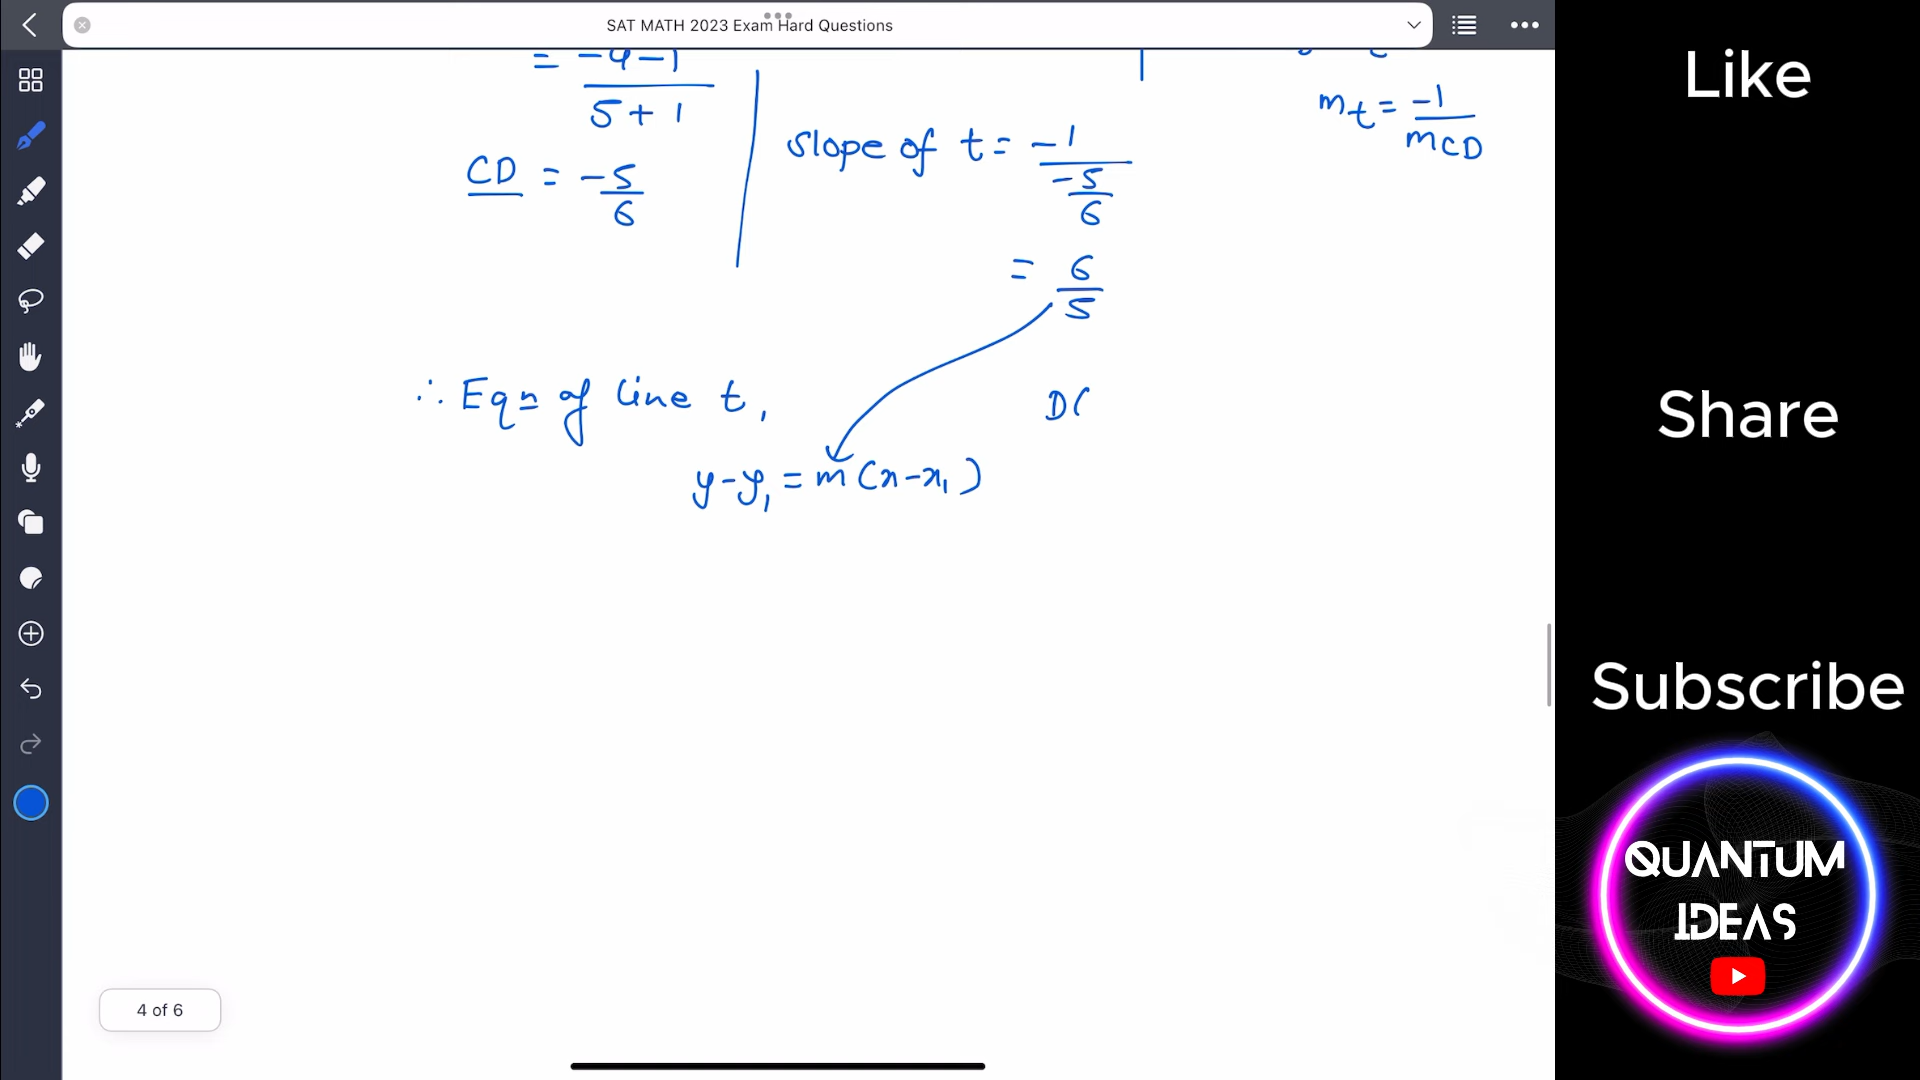 SAT MATH 2023 Exam Hard Questions
= -4-1
5+1
CD = -5/6
slope of t = -1
-5/6
= 6/5
mt = -1
mCD
∴ Eqn of line t,
D(
y-y₁ = m(x-x₁)
4 of 6
Like
Share
Subscribe
QUANTUM
IDEAS